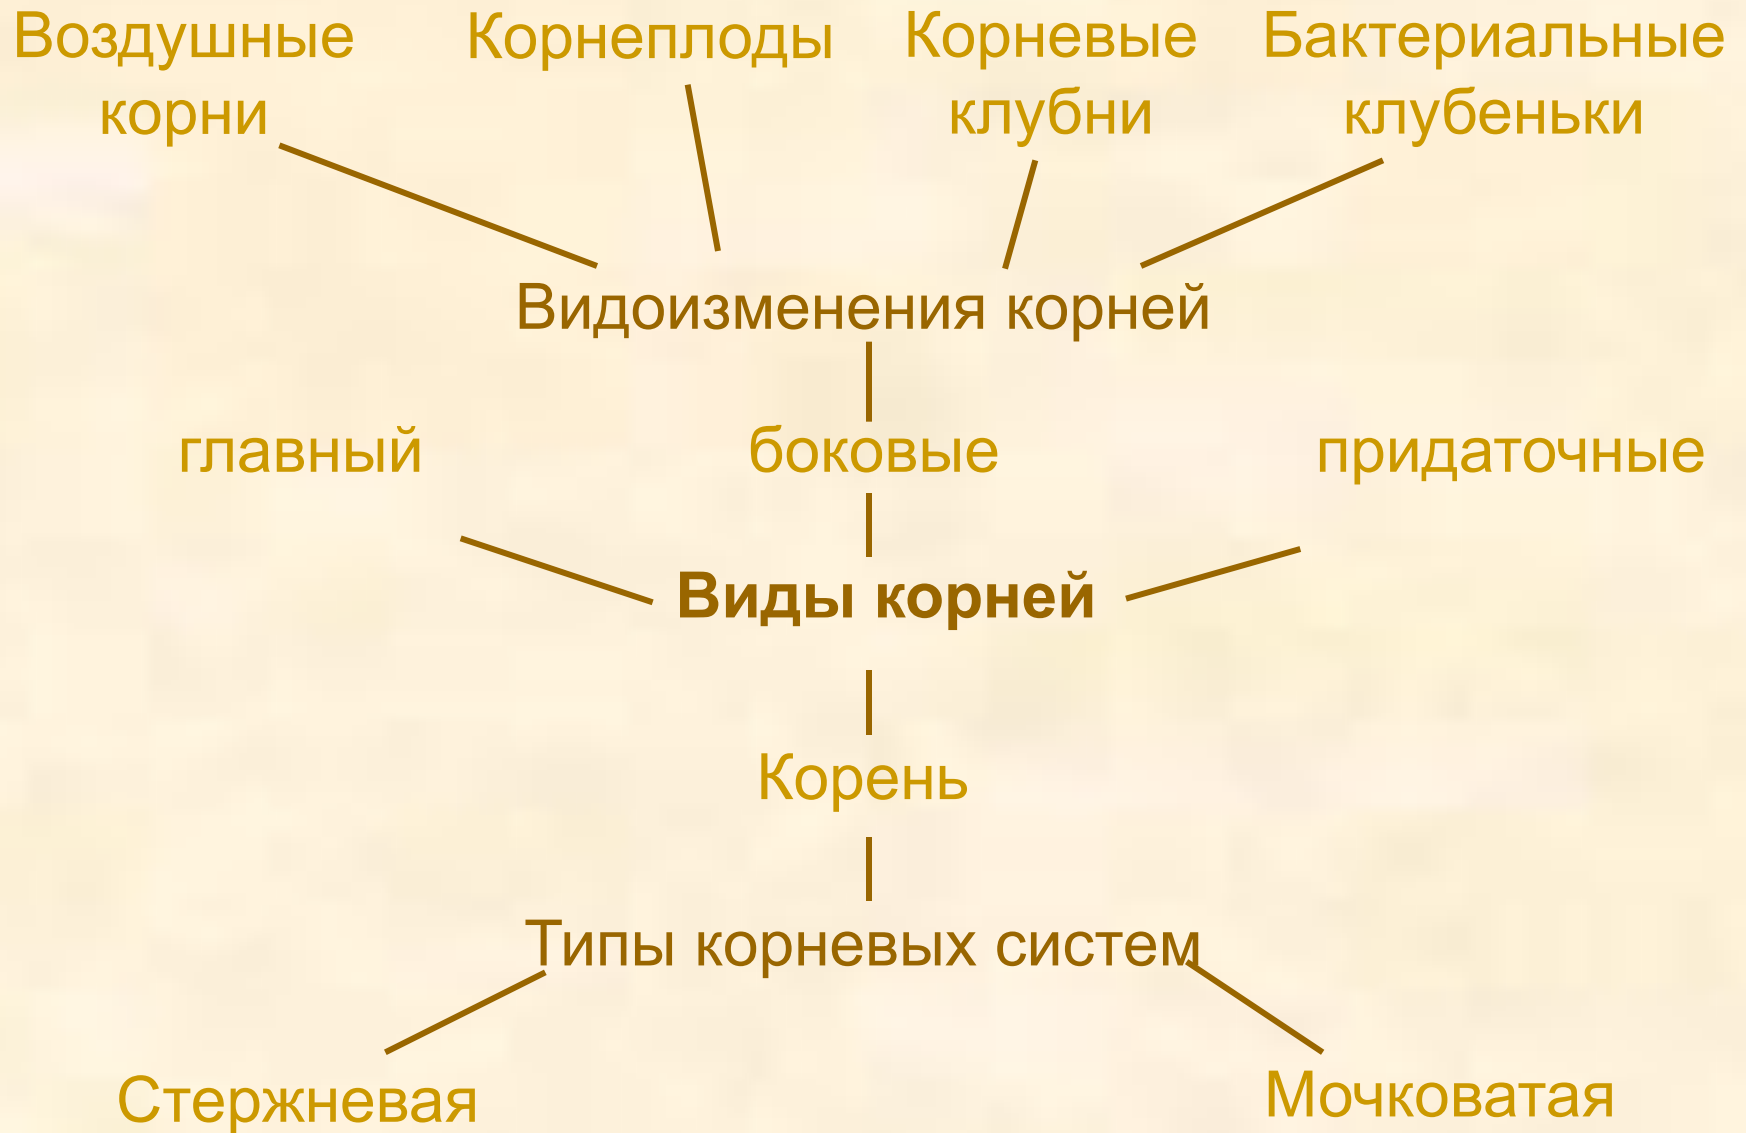 Воздушные
корни
Корнеплоды
Корневые
клубни
Бактериальные
клубеньки
Видоизменения корней
главный
боковые
придаточные
Виды корней
Корень
Типы корневых систем
Стержневая
Мочковатая